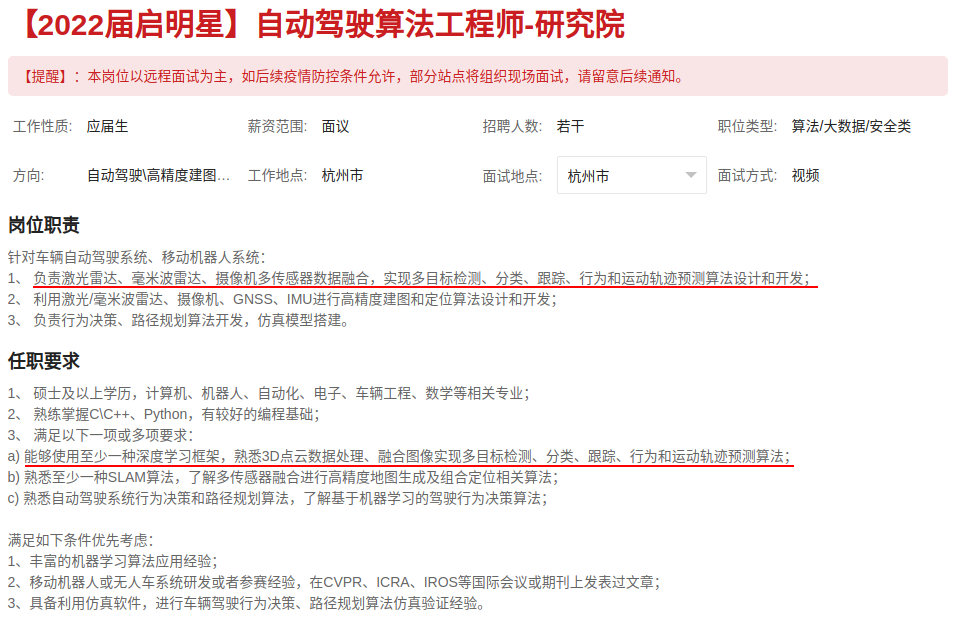 【2022届启明星】自动驾驶算法工程师-研究院
【提醒】：本岗位以远程面试为主，如后续疫情防控条件允许，部分站点将组织现场面试，请留意后续通知。
工作性质: 应届生 薪资范围: 面议 招聘人数: 若干 职位类型: 算法/大数据/安全类
方向: 自动驾驶\高精度建图... 工作地点: 杭州市 面试地点: 杭州市 面试方式: 视频
岗位职责
针对车辆自动驾驶系统、移动机器人系统：
1、 负责激光雷达、毫米波雷达、摄像机多传感器数据融合，实现多目标检测、分类、跟踪、行为和运动轨迹预测算法设计和开发；
2、 利用激光/毫米波雷达、摄像机、GNSS、IMU进行高精度建图和定位算法设计和开发；
3、 负责行为决策、路径规划算法开发，仿真模型搭建。
任职要求
1、 硕士及以上学历，计算机、机器人、自动化、电子、车辆工程、数学等相关专业；
2、 熟练掌握C\C++、Python，有较好的编程基础；
3、 满足以下一项或多项要求：
a) 能够使用至少一种深度学习框架，熟悉3D点云数据处理、融合图像实现多目标检测、分类、跟踪、行为和运动轨迹预测算法；
b) 熟悉至少一种SLAM算法，了解多传感器融合进行高精度地图生成及组合定位相关算法；
c) 熟悉自动驾驶系统行为决策和路径规划算法，了解基于机器学习的驾驶行为决策算法；
满足如下条件优先考虑：
1、丰富的机器学习算法应用经验；
2、移动机器人或无人车系统研发或者参赛经验，在CVPR、ICRA、IROS等国际会议或期刊上发表过文章；
3、具备利用仿真软件，进行车辆驾驶行为决策、路径规划算法仿真验证经验。